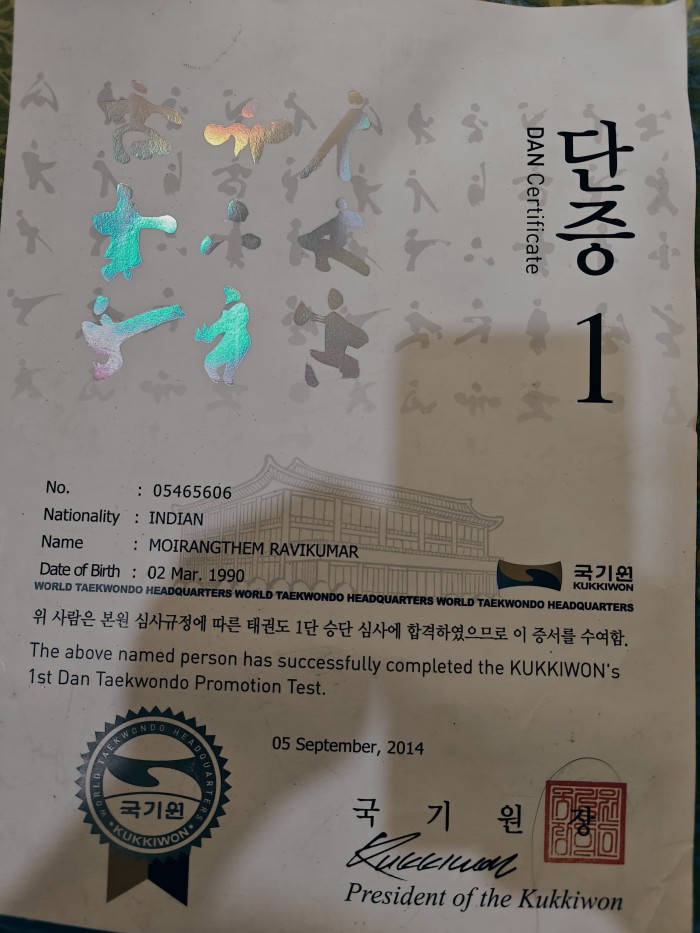 단증
DAN Certificate
1
No. : 05465606
Nationality : INDIAN
Name : MOIRANGTHEM RAVIKUMAR
Date of Birth : 02 Mar. 1990
국기원
KUKKIWON
WORLD TAEKWONDO HEADQUARTERS WORLD TAEKWONDO HEADQUARTERS WORLD TAEKWONDO HEADQUARTERS
위 사람은 본원 심사규정에 따른 태권도 1단 승단 심사에 합격하였으므로 이 증서를 수여함.
The above named person has successfully completed the KUKKIWON's
1st Dan Taekwondo Promotion Test.
05 September, 2014
WORLD TAEKWONDO HEADQUARTERS
국기원
KUKKIWON
국 기 원 장
Kukkiwon
President of the Kukkiwon